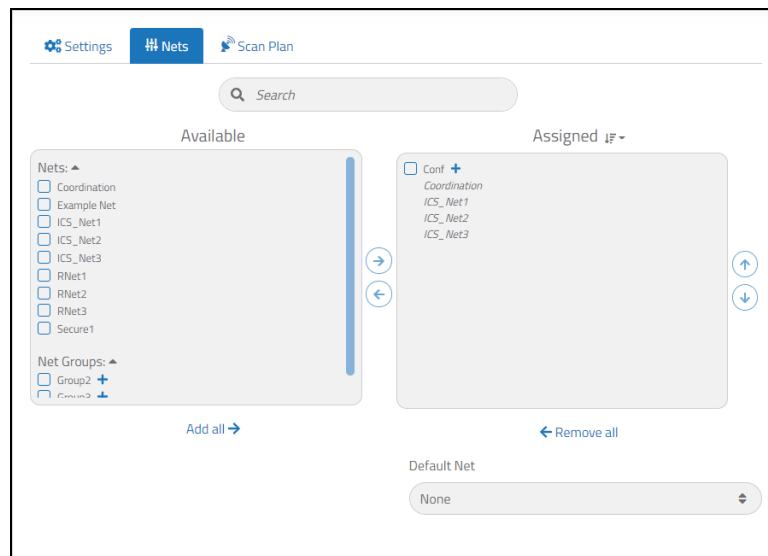 Settings Nets Scan Plan
Search
Available
Nets:
Coordination
Example Net
ICS_Net1
ICS_Net2
ICS_Net3
RNet1
RNet2
RNet3
Secure1
Net Groups:
Group2
Group3
Add all
Assigned
Conf
Coordination
ICS_Net1
ICS_Net2
ICS_Net3
Remove all
Default Net
None